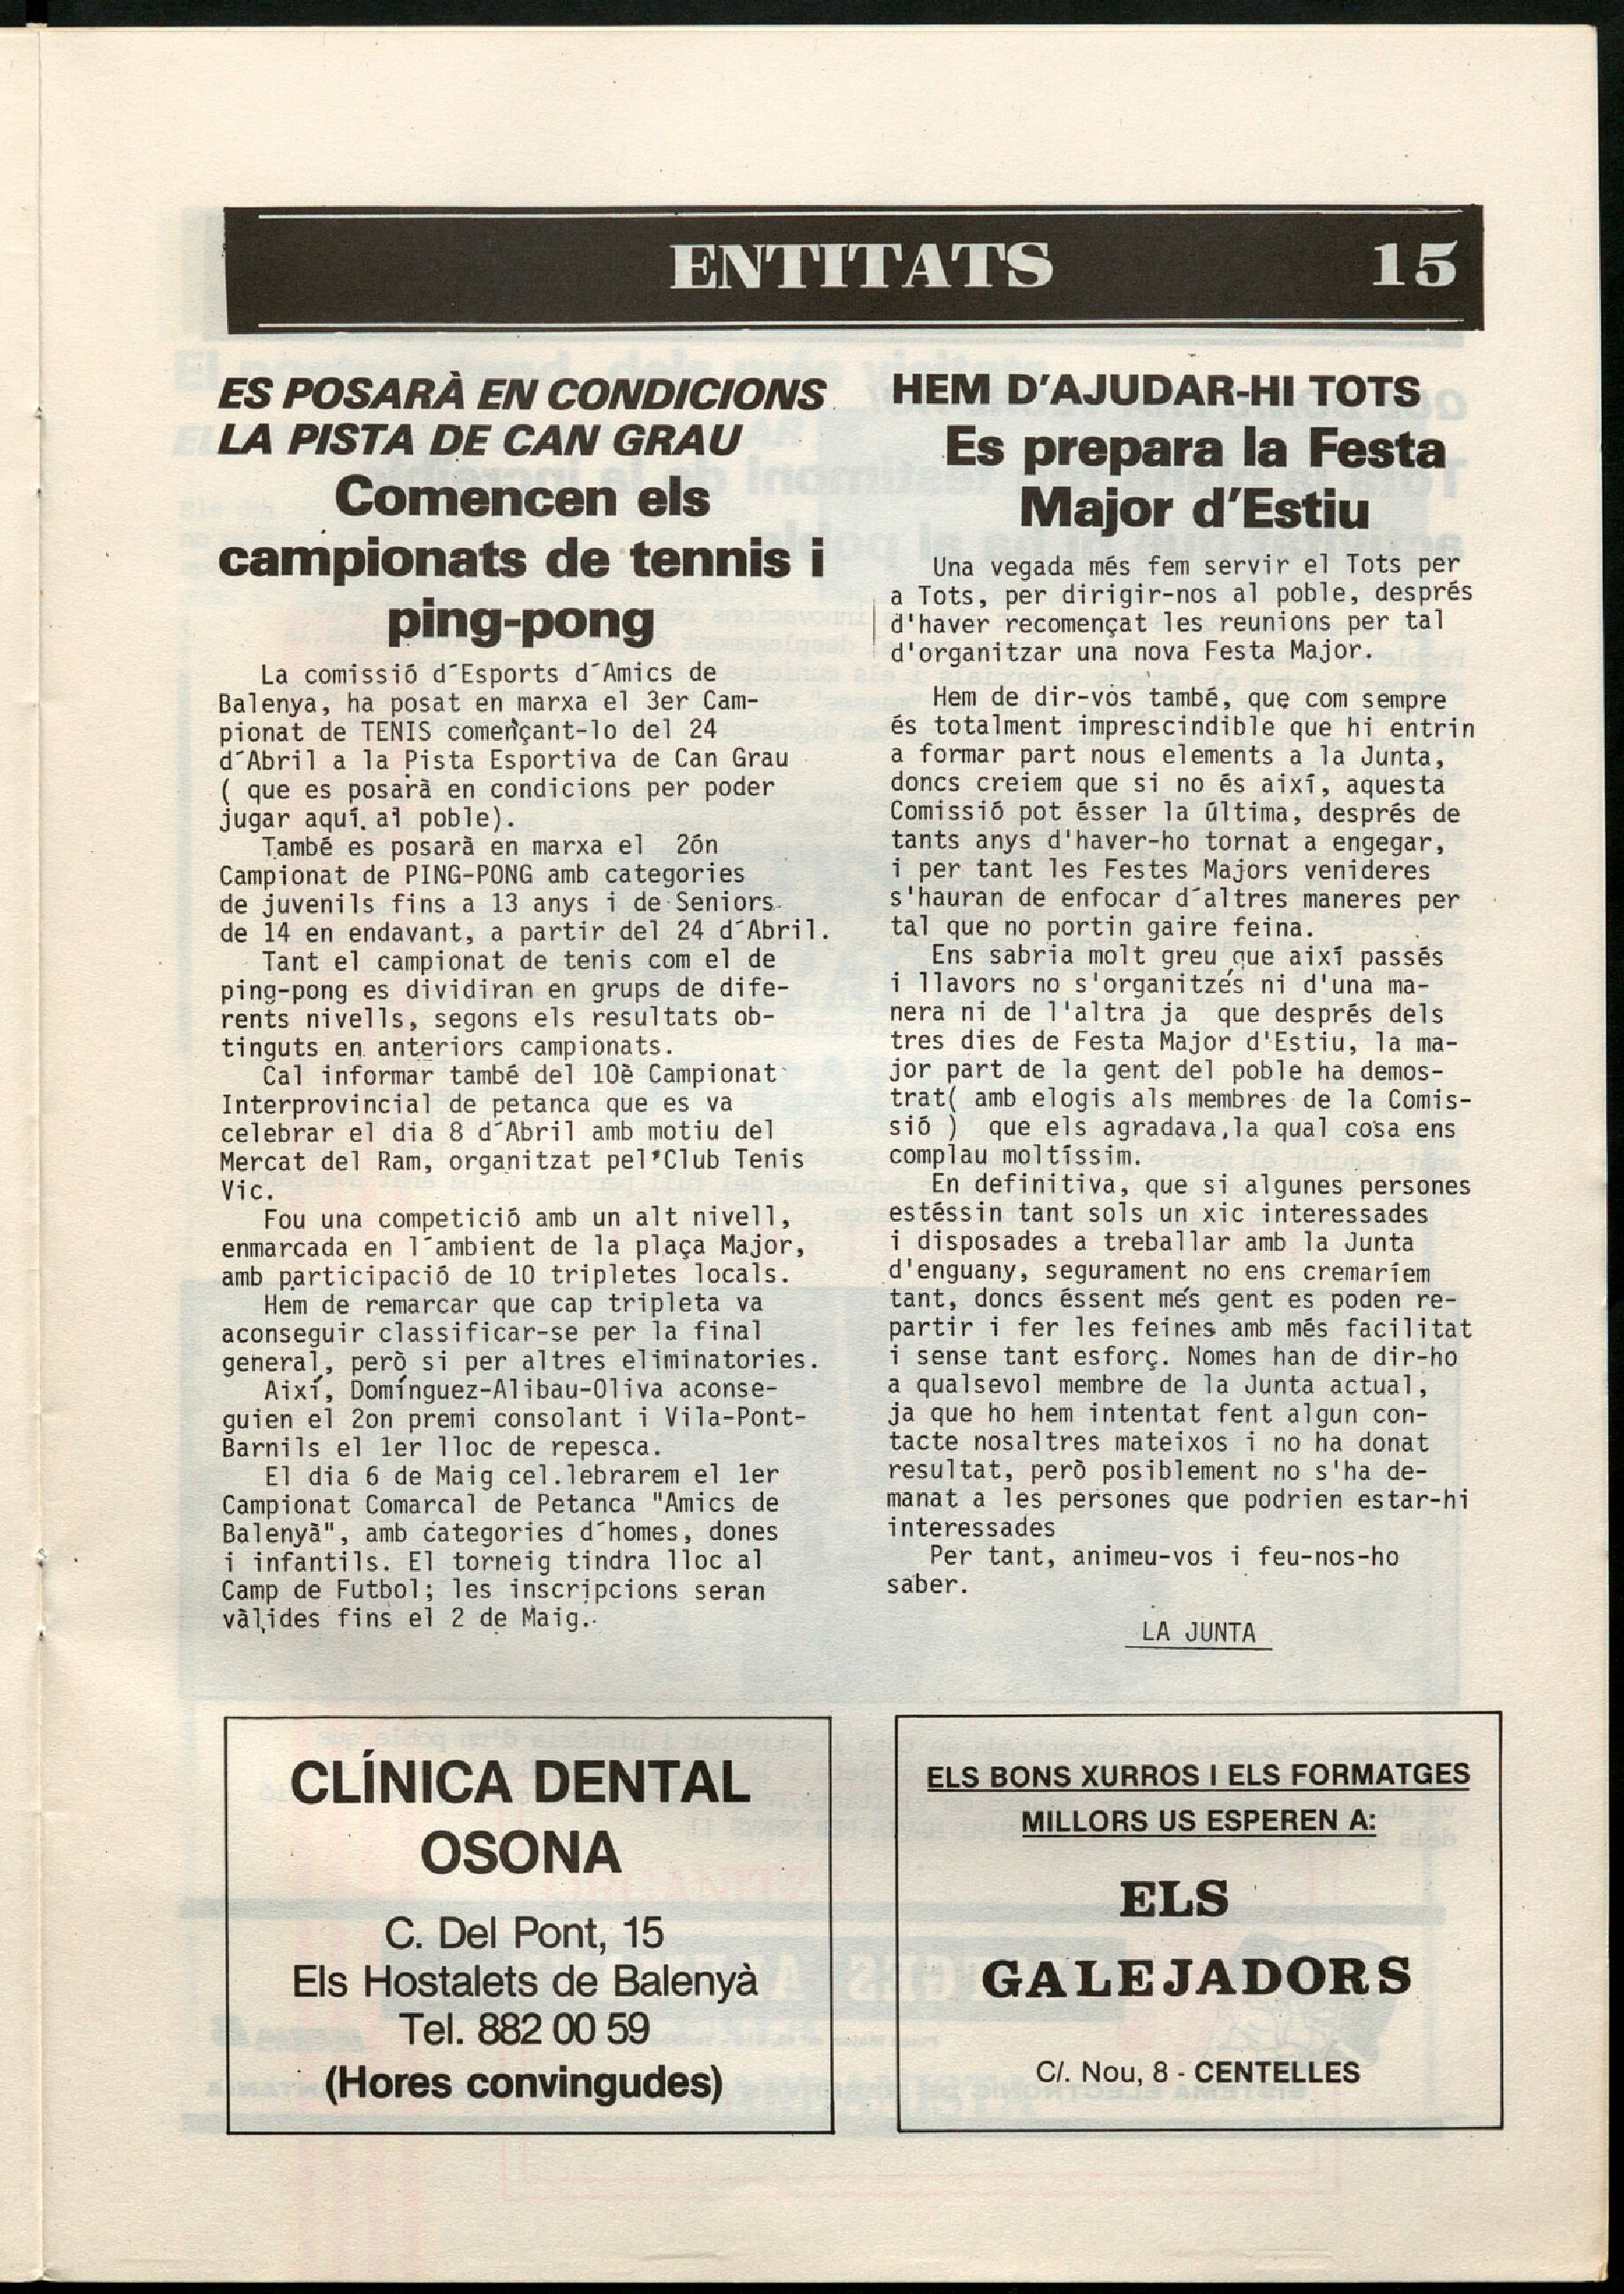 ENTITATS 15
ES POSARÀ EN CONDICIONS
LA PISTA DE CAN GRAU
Comencen els
campionats de tennis i
ping-pong
La comissió d´Esports d´Amics de
Balenya, ha posat en marxa el 3er Cam-
pionat de TENIS començant-lo del 24
d´Abril a la Pista Esportiva de Can Grau
( que es posarà en condicions per poder
jugar aquí al poble).
També es posarà en marxa el 2ón
Campionat de PING-PONG amb categories
de juvenils fins a 13 anys i de Seniors
de 14 en endavant, a partir del 24 d´Abril.
Tant el campionat de tenis com el de
ping-pong es dividiran en grups de dife-
rents nivells, segons els resultats ob-
tinguts en anteriors campionats.
Cal informar també del 10è Campionat
Interprovincial de petanca que es va
celebrar el dia 8 d´Abril amb motiu del
Mercat del Ram, organitzat pel Club Tenis
Vic.
Fou una competició amb un alt nivell,
enmarcada en l´ambient de la plaça Major,
amb participació de 10 tripletes locals.
Hem de remarcar que cap tripleta va
aconseguir classificar-se per la final
general, però si per altres eliminatories.
Així, Domínguez-Alibau-Oliva aconse-
guien el 2on premi consolant i Vila-Pont-
Barnils el 1er lloc de repesca.
El dia 6 de Maig cel.lebrarem el 1er
Campionat Comarcal de Petanca "Amics de
Balenyà", amb categories d´homes, dones
i infantils. El torneig tindra lloc al
Camp de Futbol; les inscripcions seran
vàlides fins el 2 de Maig.
HEM D'AJUDAR-HI TOTS
Es prepara la Festa
Major d'Estiu
Una vegada més fem servir el Tots per
a Tots, per dirigir-nos al poble, després
d'haver recomençat les reunions per tal
d'organitzar una nova Festa Major.
Hem de dir-vos també, que com sempre
és totalment imprescindible que hi entrin
a formar part nous elements a la Junta,
doncs creiem que si no és així, aquesta
Comissió pot ésser la última, després de
tants anys d'haver-ho tornat a engegar,
i per tant les Festes Majors venideres
s'hauran de enfocar d´altres maneres per
tal que no portin gaire feina.
Ens sabria molt greu que així passés
i llavors no s'organitzés ni d'una ma-
nera ni de l'altra ja que després dels
tres dies de Festa Major d'Estiu, la ma-
jor part de la gent del poble ha demos-
trat( amb elogis als membres de la Comis-
sió ) que els agradava,la qual cosa ens
complau moltíssim.
En definitiva, que si algunes persones
estéssin tant sols un xic interessades
i disposades a treballar amb la Junta
d'enguany, segurament no ens cremaríem
tant, doncs éssent més gent es poden re-
partir i fer les feines amb més facilitat
i sense tant esforç. Nomes han de dir-ho
a qualsevol membre de la Junta actual,
ja que ho hem intentat fent algun con-
tacte nosaltres mateixos i no ha donat
resultat, però posiblement no s'ha de-
manat a les persones que podrien estar-hi
interessades
Per tant, animeu-vos i feu-nos-ho
saber.
LA JUNTA
CLÍNICA DENTAL
OSONA
C. Del Pont, 15
Els Hostalets de Balenyà
Tel. 882 00 59
(Hores convingudes)
ELS BONS XURROS I ELS FORMATGES
MILLORS US ESPEREN A:
ELS
GALEJADORS
C/. Nou, 8 - CENTELLES